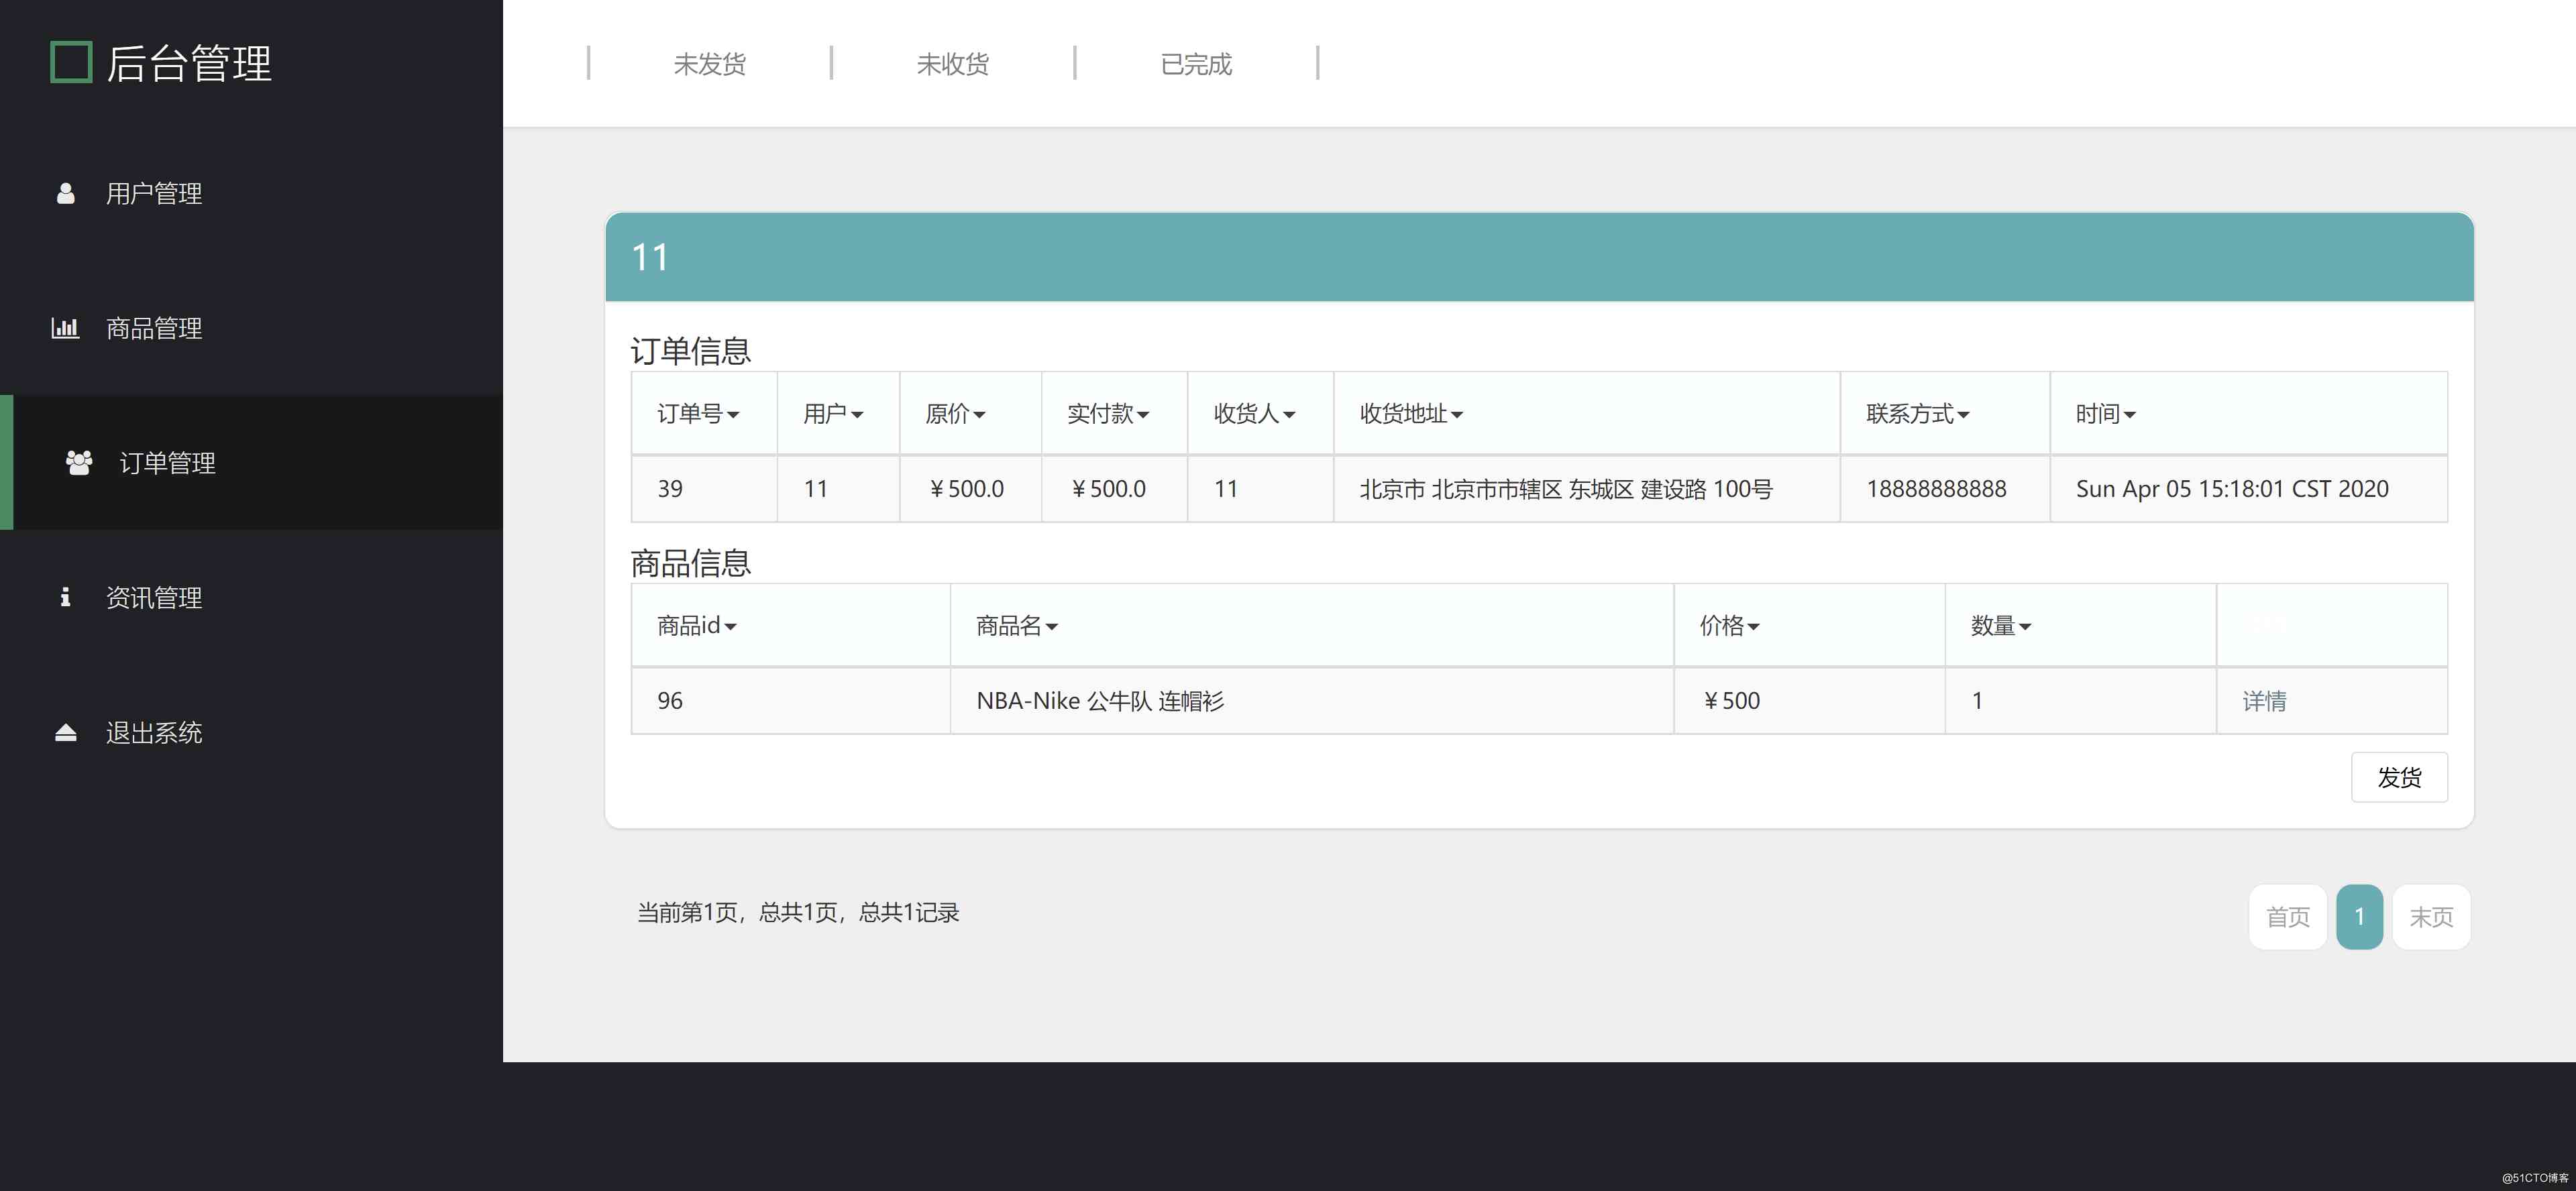 后台管理
未发货 未收货 已完成
用户管理
商品管理
订单管理
资讯管理
退出系统
11
订单信息
订单号 用户 原价 实付款 收货人 收货地址 联系方式 时间
39 11 ￥500.0 ￥500.0 11 北京市 北京市市辖区 东城区 建设路 100号 18888888888 Sun Apr 05 15:18:01 CST 2020
商品信息
商品id 商品名 价格 数量
96 NBA-Nike 公牛队 连帽衫 ￥500 1 详情
发货
当前第1页，总共1页，总共1记录
首页 1 末页
@51CTO博客